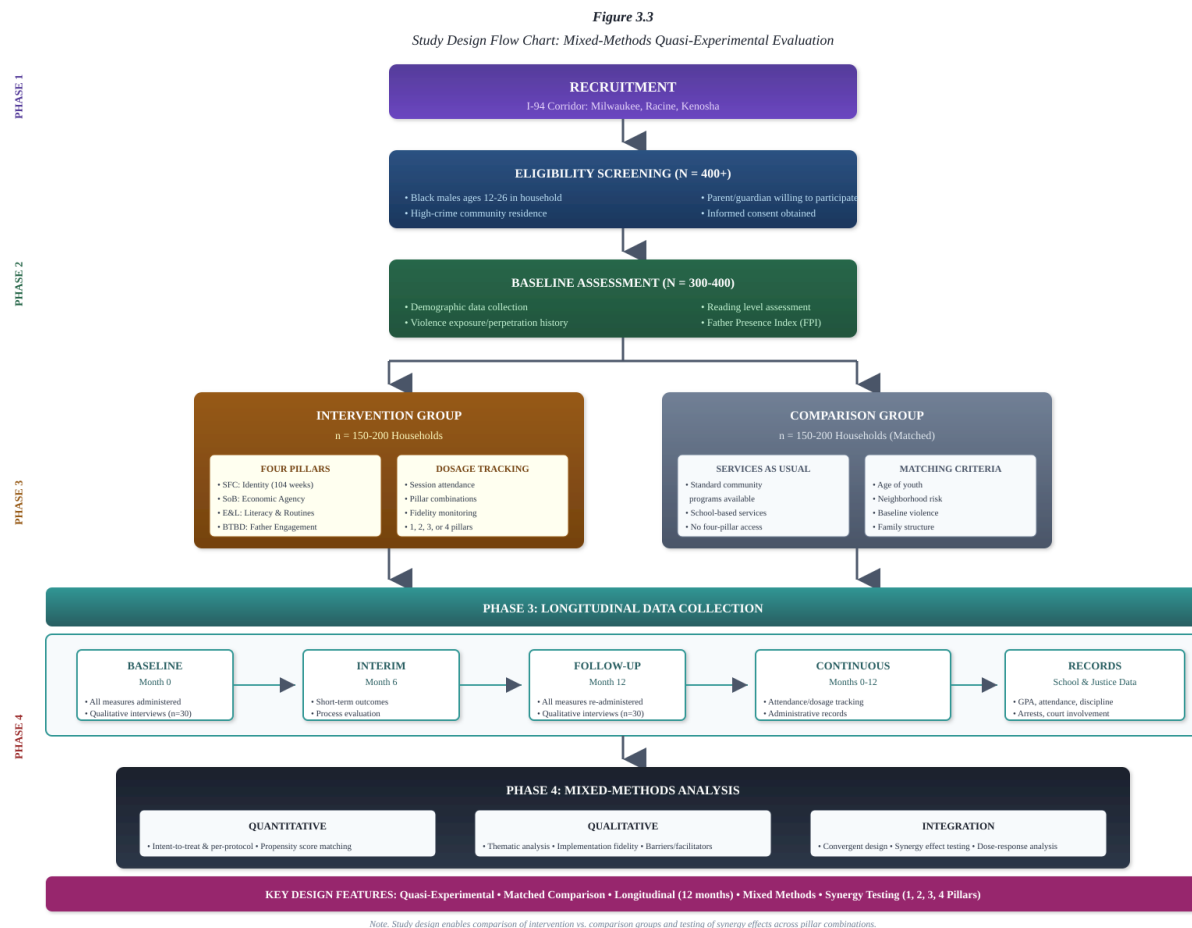 Figure 3.3
Study Design Flow Chart: Mixed-Methods Quasi-Experimental Evaluation
PHASE 1
RECRUITMENT
I-94 Corridor: Milwaukee, Racine, Kenosha
ELIGIBILITY SCREENING (N = 400+)
• Black males ages 12-26 in household
• High-crime community residence
• Parent/guardian willing to participate
• Informed consent obtained
PHASE 2
BASELINE ASSESSMENT (N = 300-400)
• Demographic data collection
• Violence exposure/perpetration history
• Reading level assessment
• Father Presence Index (FPI)
PHASE 3
INTERVENTION GROUP
n = 150-200 Households
FOUR PILLARS
• SFC: Identity (104 weeks)
• SoB: Economic Agency
• E&L: Literacy & Routines
• BTBD: Father Engagement
DOSAGE TRACKING
• Session attendance
• Pillar combinations
• Fidelity monitoring
• 1, 2, 3, or 4 pillars
COMPARISON GROUP
n = 150-200 Households (Matched)
SERVICES AS USUAL
• Standard community
programs available
• School-based services
• No four-pillar access
MATCHING CRITERIA
• Age of youth
• Neighborhood risk
• Baseline violence
• Family structure
PHASE 3: LONGITUDINAL DATA COLLECTION
BASELINE
Month 0
• All measures administered
• Qualitative interviews (n=30)
INTERIM
Month 6
• Short-term outcomes
• Process evaluation
FOLLOW-UP
Month 12
• All measures re-administered
• Qualitative interviews (n=30)
CONTINUOUS
Months 0-12
• Attendance/dosage tracking
• Administrative records
RECORDS
School & Justice Data
• GPA, attendance, discipline
• Arrests, court involvement
PHASE 4
PHASE 4: MIXED-METHODS ANALYSIS
QUANTITATIVE
• Intent-to-treat & per-protocol • Propensity score matching
QUALITATIVE
• Thematic analysis • Implementation fidelity • Barriers/facilitators
INTEGRATION
• Convergent design • Synergy effect testing • Dose-response analysis
KEY DESIGN FEATURES: Quasi-Experimental • Matched Comparison • Longitudinal (12 months) • Mixed Methods • Synergy Testing (1, 2, 3, 4 Pillars)
Note. Study design enables comparison of intervention vs. comparison groups and testing of synergy effects across pillar combinations.